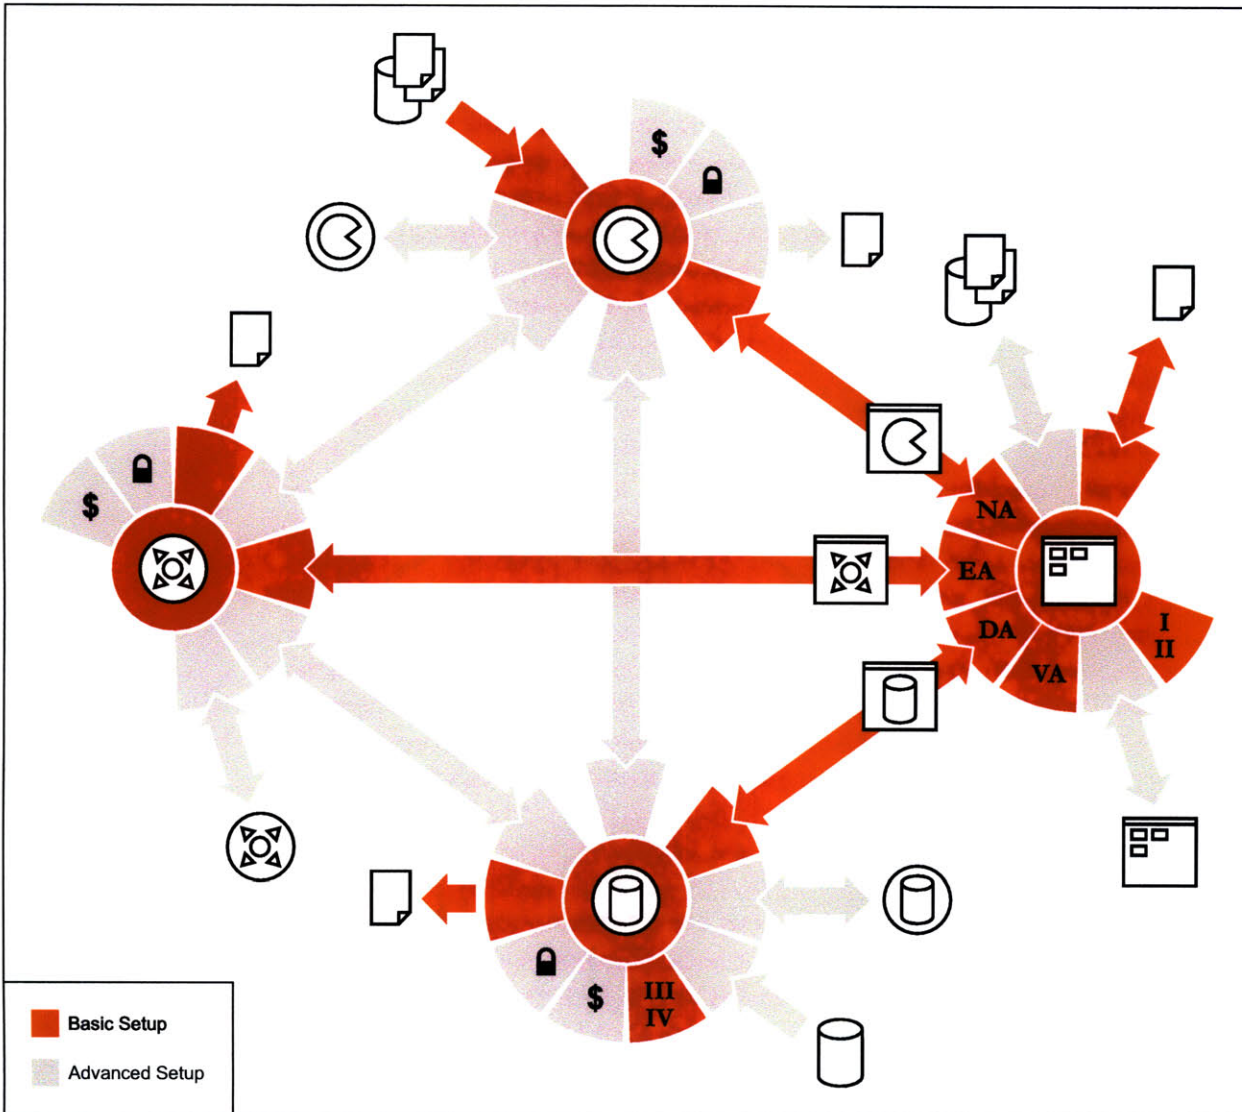 $
$
NA
EA
I
II
DA
VA
III
IV
$
Basic Setup
Advanced Setup